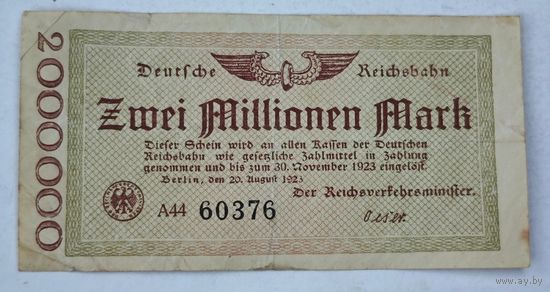 2000000
Deutsche Reichsbahn
Zwei Millionen Mark
Dieser Schein wird an allen Kassen der Deutschen
Reichsbahn wie gesetzliche Zahlmittel in Zahlung
genommen und bis zum 30. November 1923 eingelöst.
Berlin, den 20. August 1923
Der Reichsverkehrsminister.
A44 60376
Oeser
www.ay.by